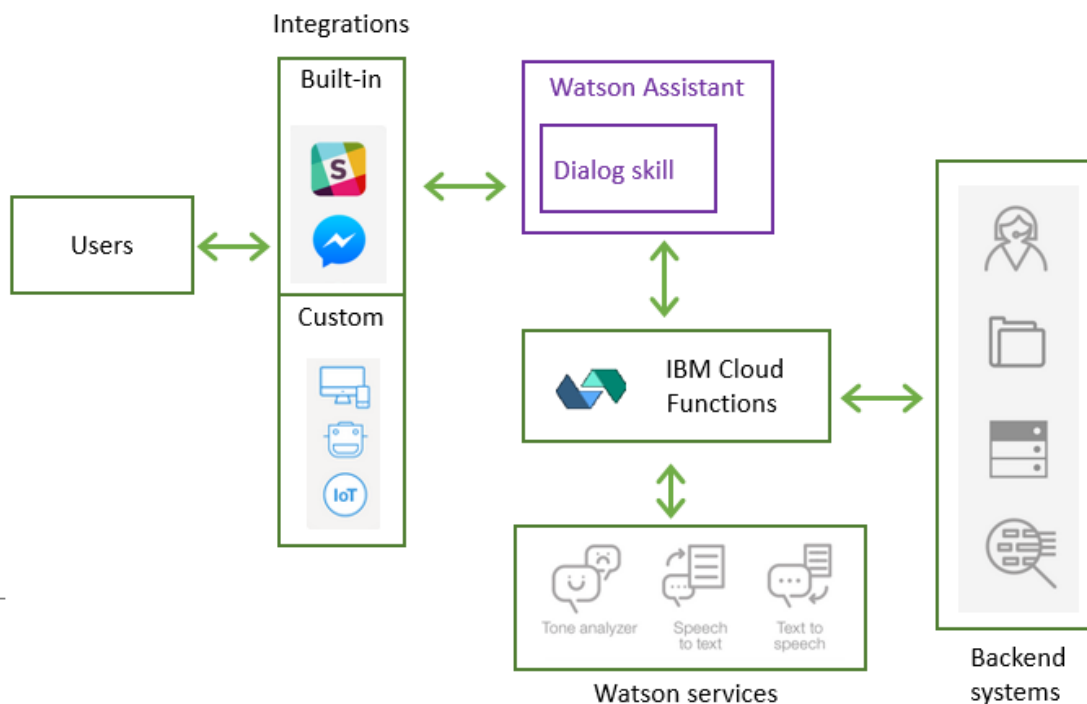 Integrations
Built-in
S
Custom
IoT
Users
Watson Assistant
Dialog skill
IBM Cloud
Functions
Tone analyzer
Speech
to text
Text to
speech
Watson services
Backend
systems